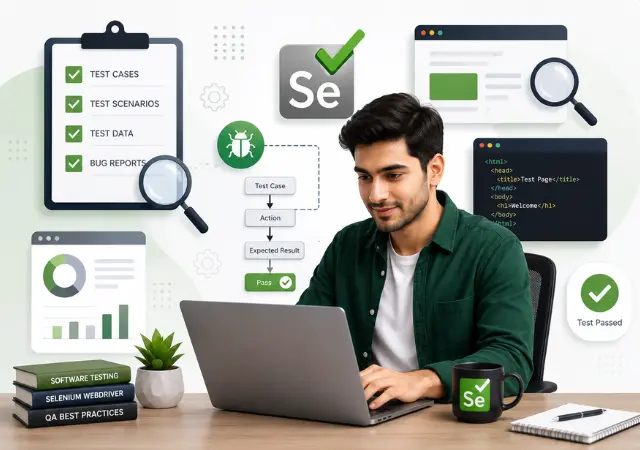 TEST CASES
TEST SCENARIOS
TEST DATA
BUG REPORTS
Se
Test Case
Action
Expected Result
Pass
<html>
<head>
<title>Test Page</title>
</head>
<body>
<h1>Welcome</h1>
</body>
</html>
Test Passed
SOFTWARE TESTING
SELENIUM WEBDRIVER
QA BEST PRACTICES
Se